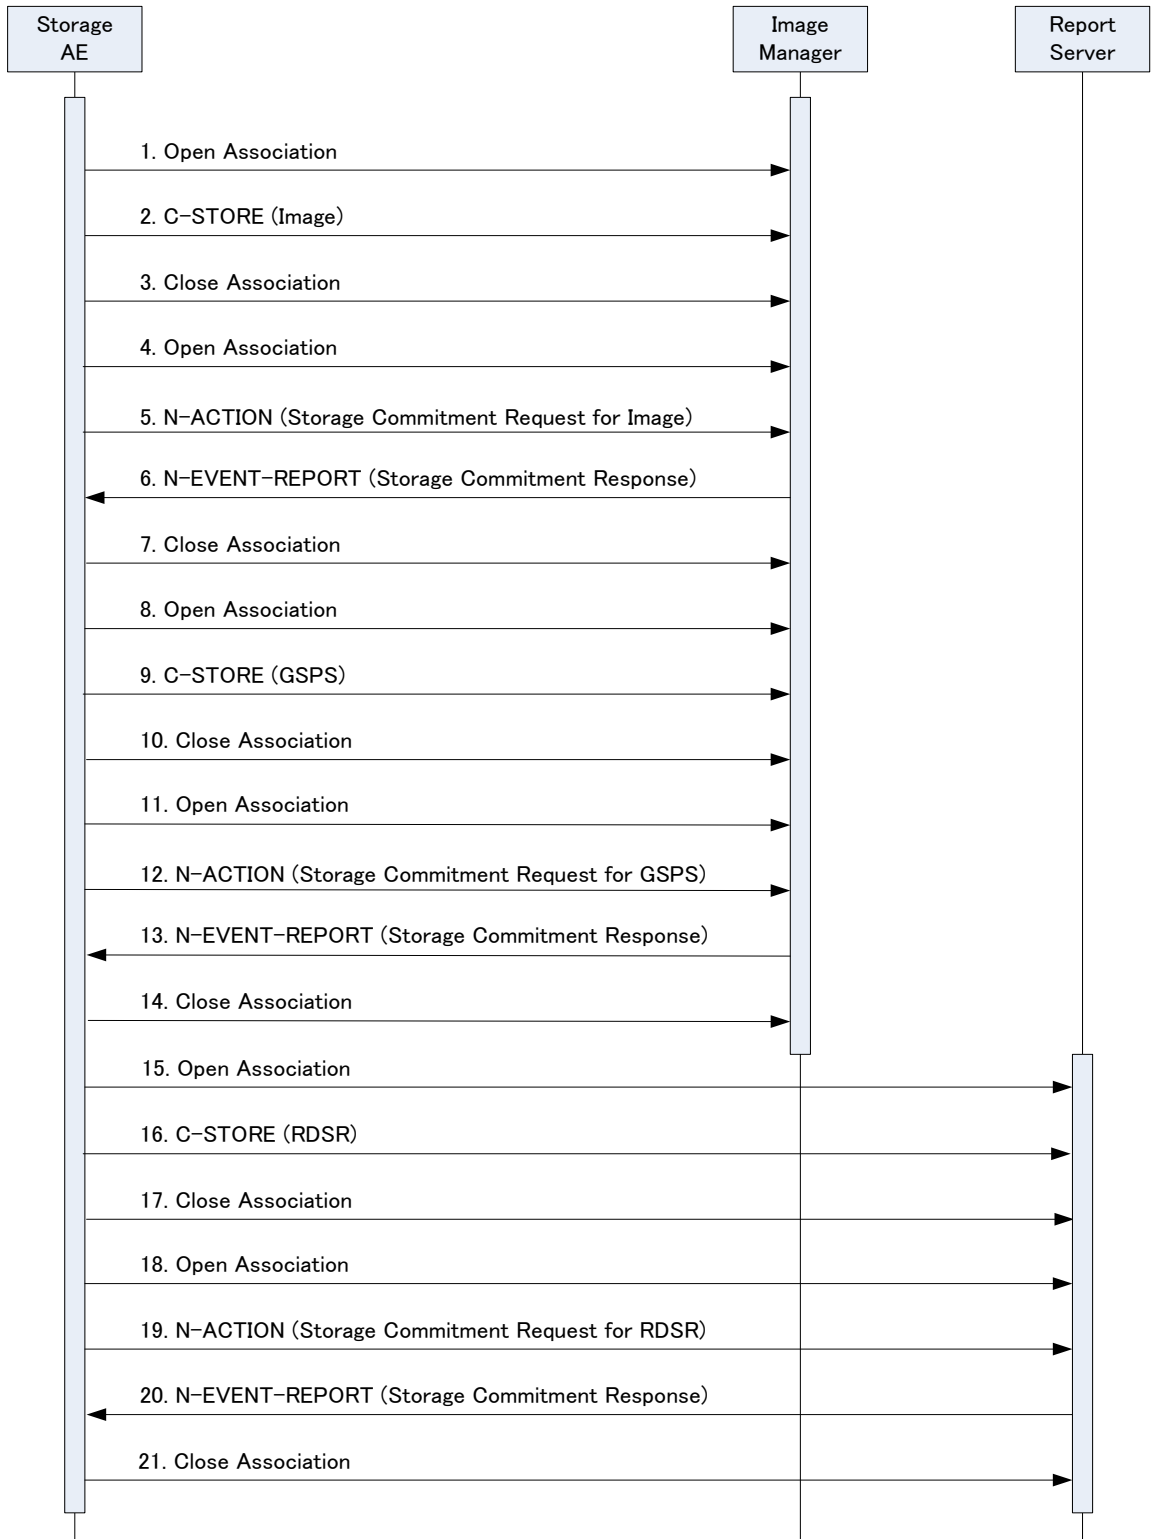 Storage
AE
Image
Manager
Report
Server
1. Open Association
2. C-STORE (Image)
3. Close Association
4. Open Association
5. N-ACTION (Storage Commitment Request for Image)
6. N-EVENT-REPORT (Storage Commitment Response)
7. Close Association
8. Open Association
9. C-STORE (GSPS)
10. Close Association
11. Open Association
12. N-ACTION (Storage Commitment Request for GSPS)
13. N-EVENT-REPORT (Storage Commitment Response)
14. Close Association
15. Open Association
16. C-STORE (RDSR)
17. Close Association
18. Open Association
19. N-ACTION (Storage Commitment Request for RDSR)
20. N-EVENT-REPORT (Storage Commitment Response)
21. Close Association